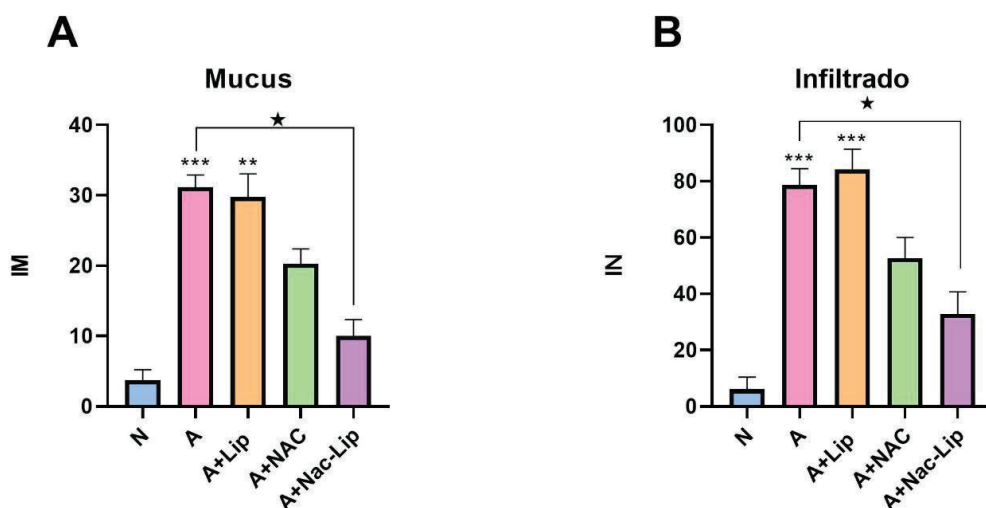 A
Mucus
★
40
*** **
30
IM
20
10
0
N
A
A+Lip
A+NAC
A+Nac-Lip
B
Infiltrado
★
100
*** ***
80
60
IN
40
20
0
N
A
A+Lip
A+NAC
A+Nac-Lip